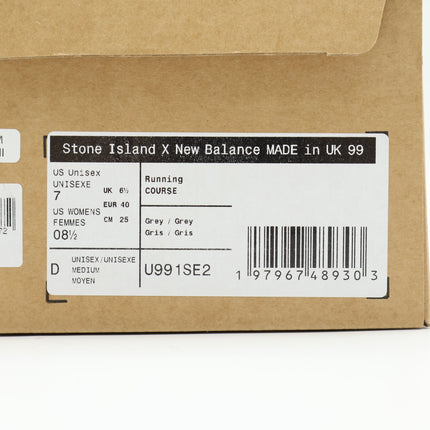 Stone Island X New Balance MADE in UK 99
US Unisex
UNISEXE
7
US WOMENS
FEMMES
08½
UK 6½
EUR 40
CM 25
Running
COURSE
Grey / Grey
Gris / Gris
D
UNISEX/UNISEXE
MEDIUM
MOYEN
U991SE2
1 97967 48930 3
72